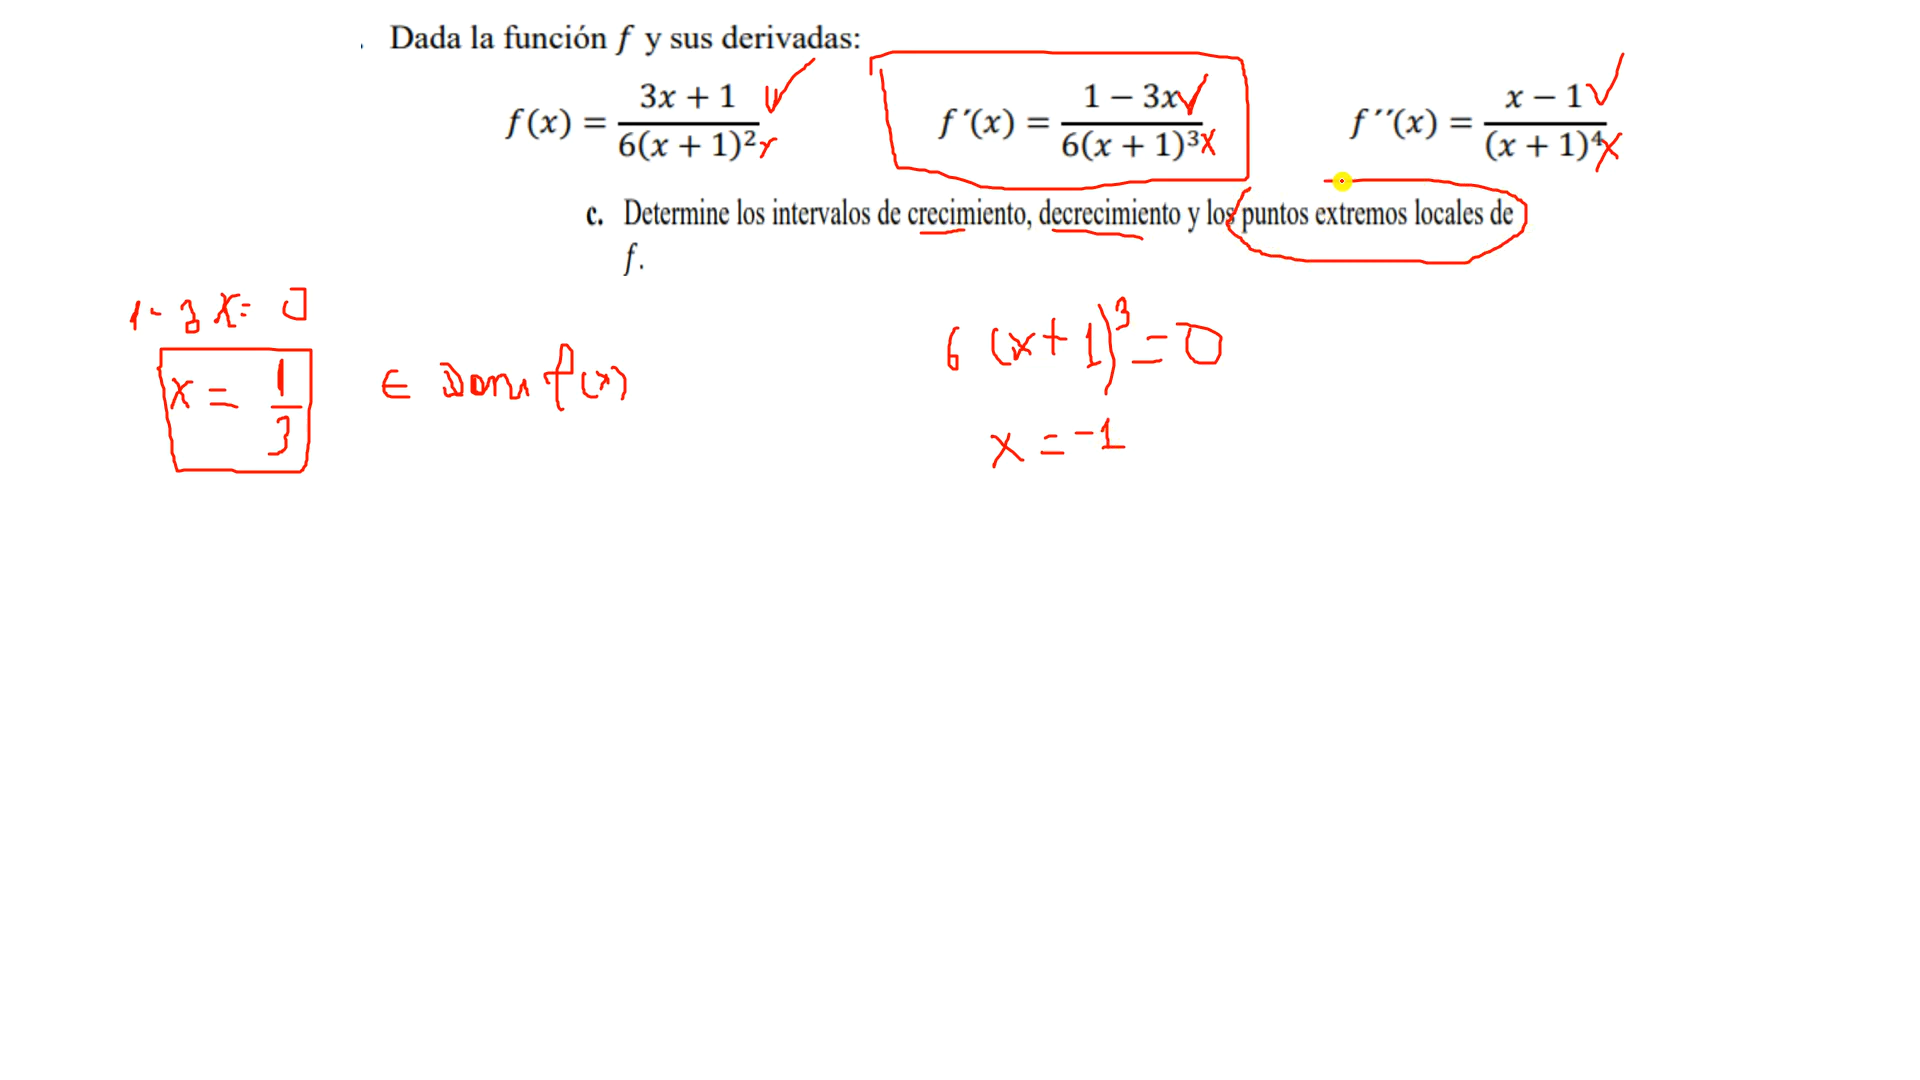 Dada la función f y sus derivadas:
f(x) = (3x + 1) / (6(x + 1)²) f´(x) = (1 − 3x) / (6(x + 1)³) f´´(x) = (x − 1) / (x + 1)⁴
c. Determine los intervalos de crecimiento, decrecimiento y los puntos extremos locales de
f.
1 - 3x = 0
x = 1/3 ∈ Dom f(x)
6 (x + 1)³ = 0
x = -1